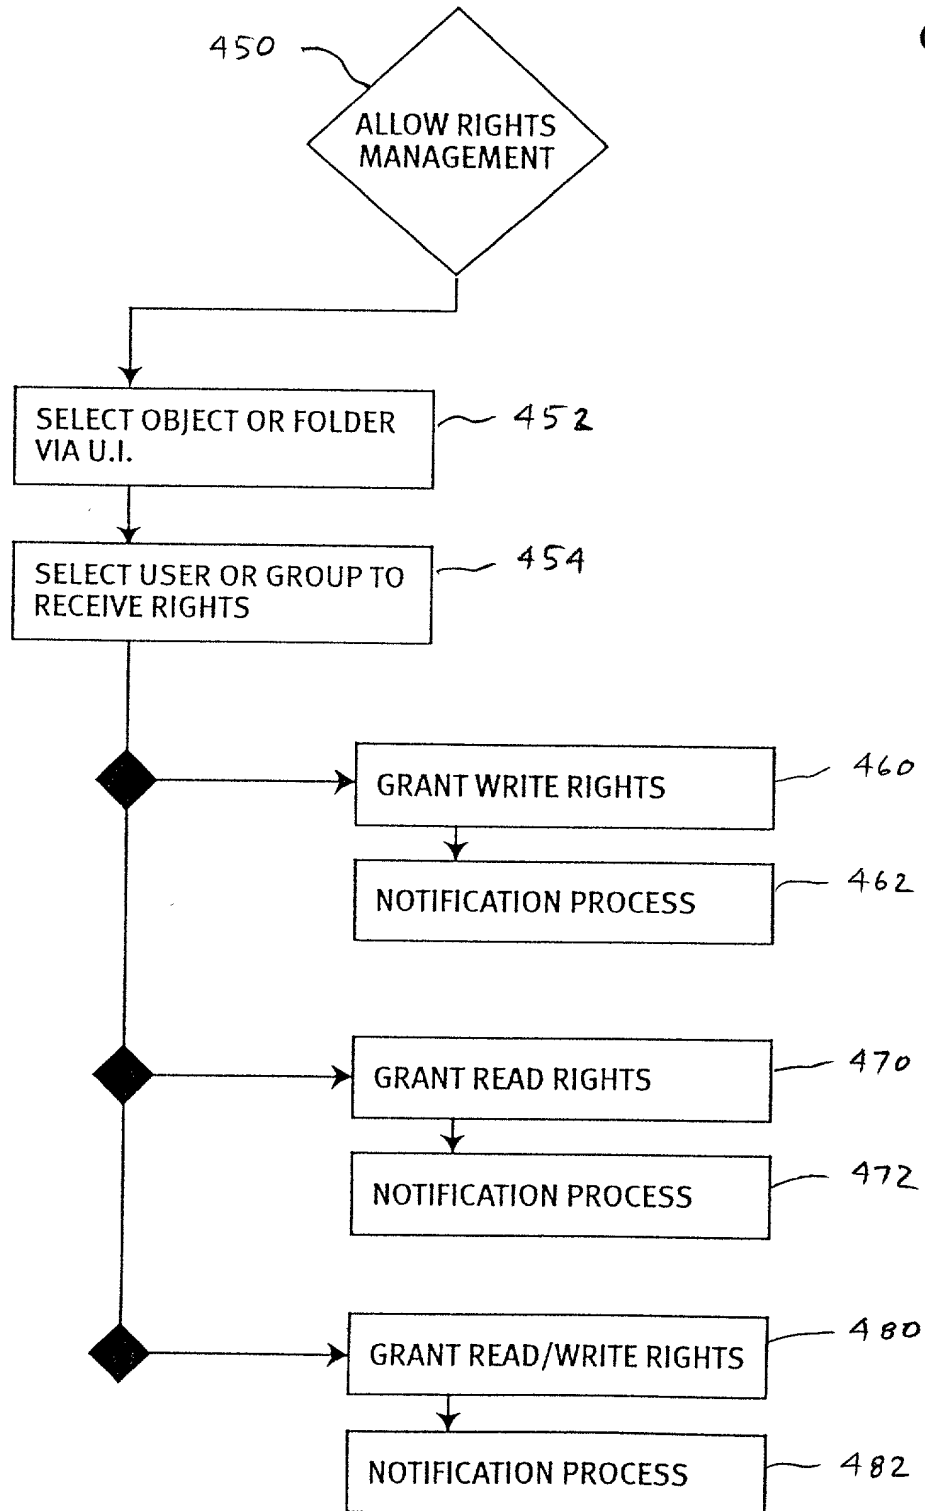 450
ALLOW RIGHTS
MANAGEMENT
SELECT OBJECT OR FOLDER
VIA U.I.
452
SELECT USER OR GROUP TO
RECEIVE RIGHTS
454
GRANT WRITE RIGHTS
460
NOTIFICATION PROCESS
462
GRANT READ RIGHTS
470
NOTIFICATION PROCESS
472
GRANT READ/WRITE RIGHTS
480
NOTIFICATION PROCESS
482